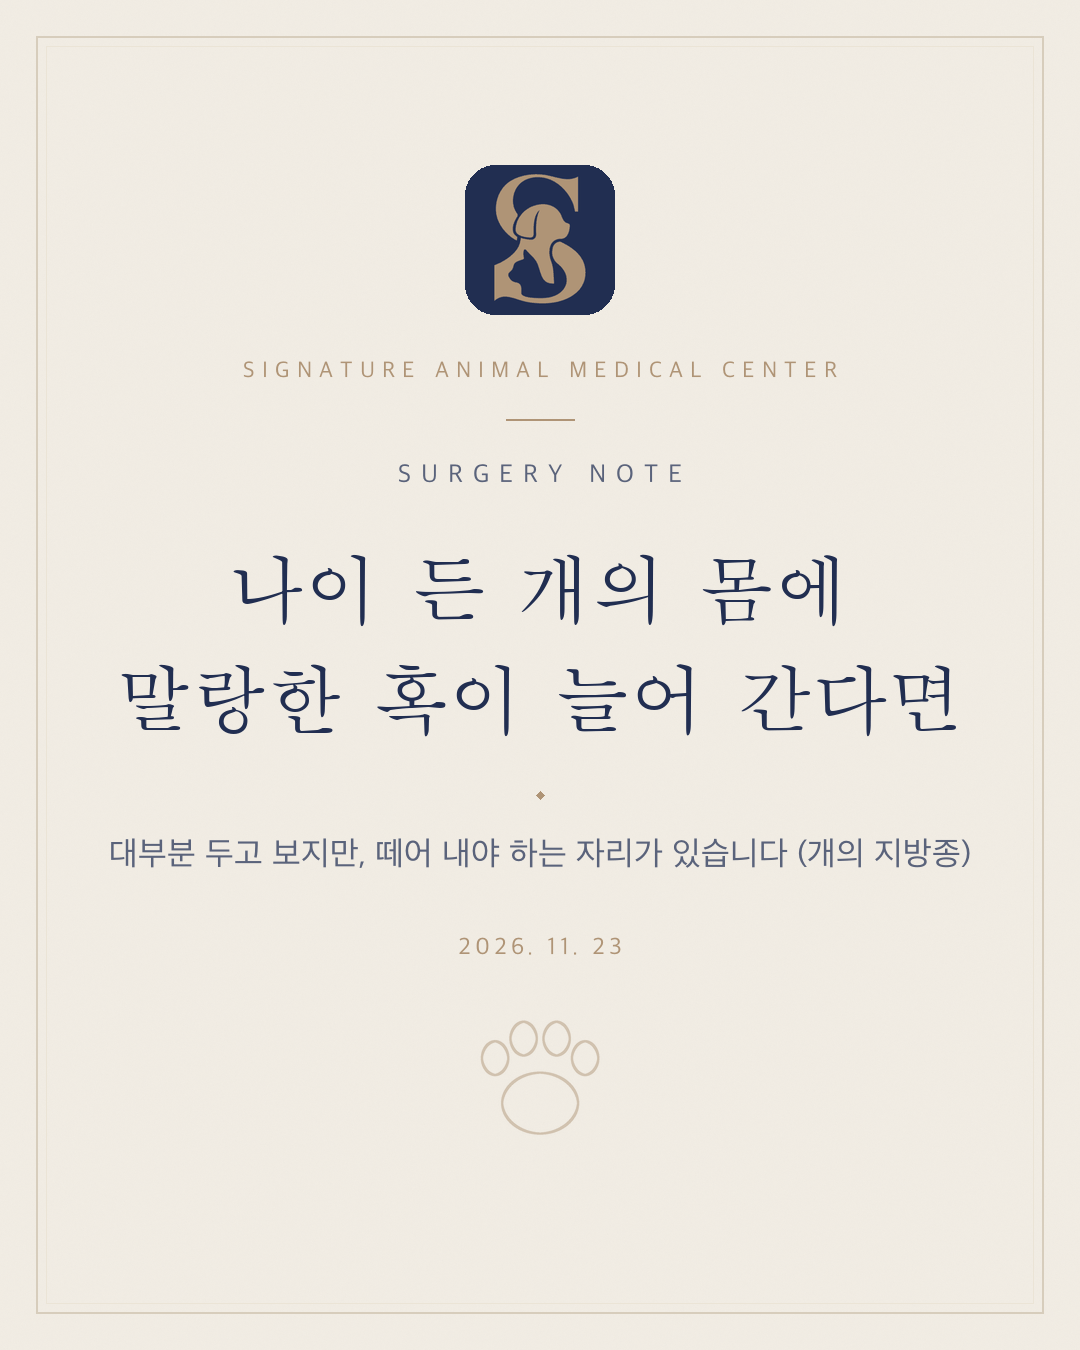 SIGNATURE ANIMAL MEDICAL CENTER
SURGERY NOTE
나이 든 개의 몸에
말랑한 혹이 늘어 간다면
대부분 두고 보지만, 떼어 내야 하는 자리가 있습니다 (개의 지방종)
2026. 11. 23